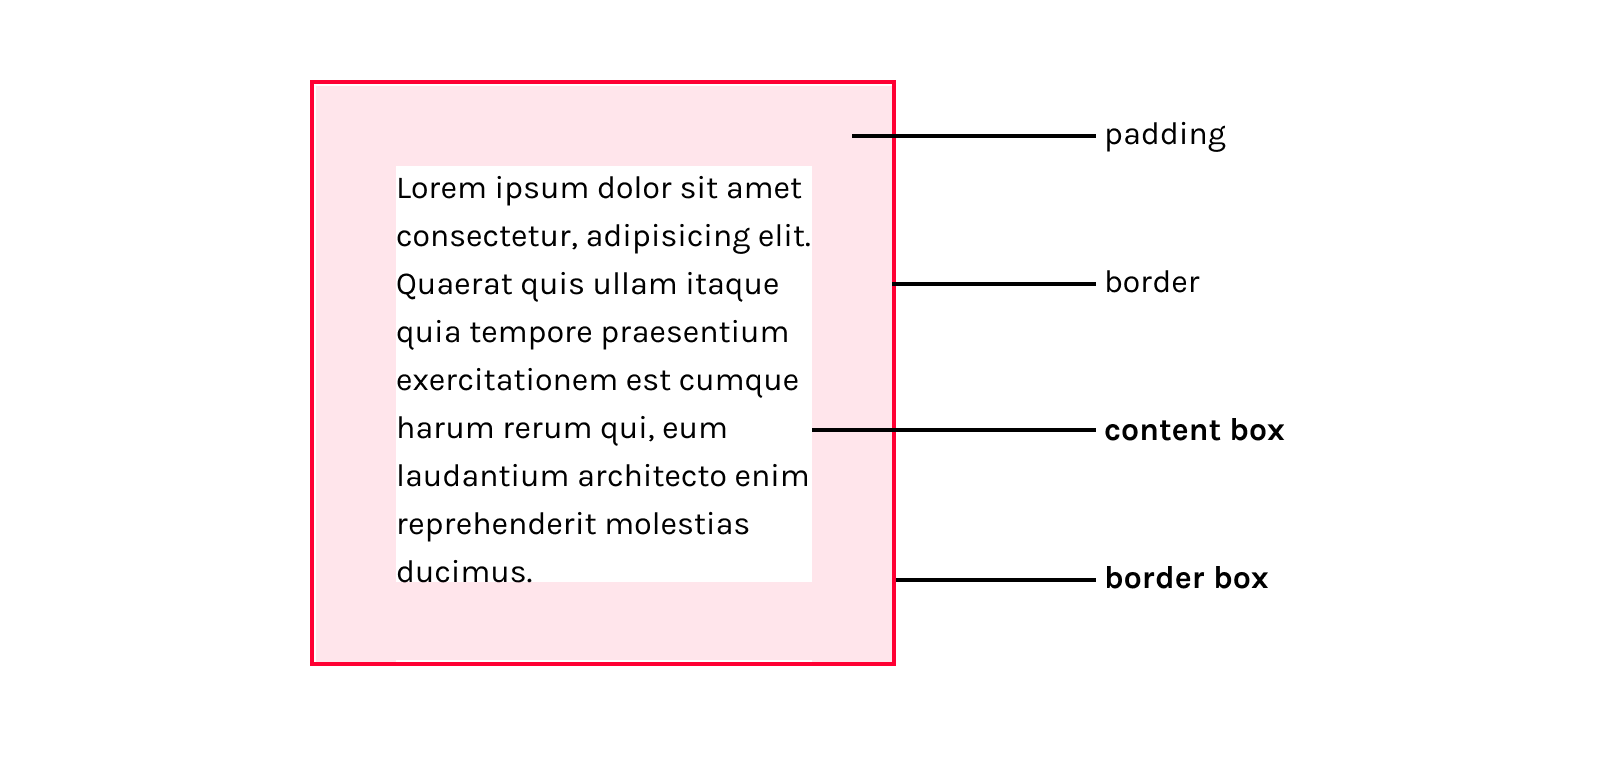 Lorem ipsum dolor sit amet
consectetur, adipisicing elit.
Quaerat quis ullam itaque
quia tempore praesentium
exercitationem est cumque
harum rerum qui, eum
laudantium architecto enim
reprehenderit molestias
ducimus.
padding
border
content box
border box